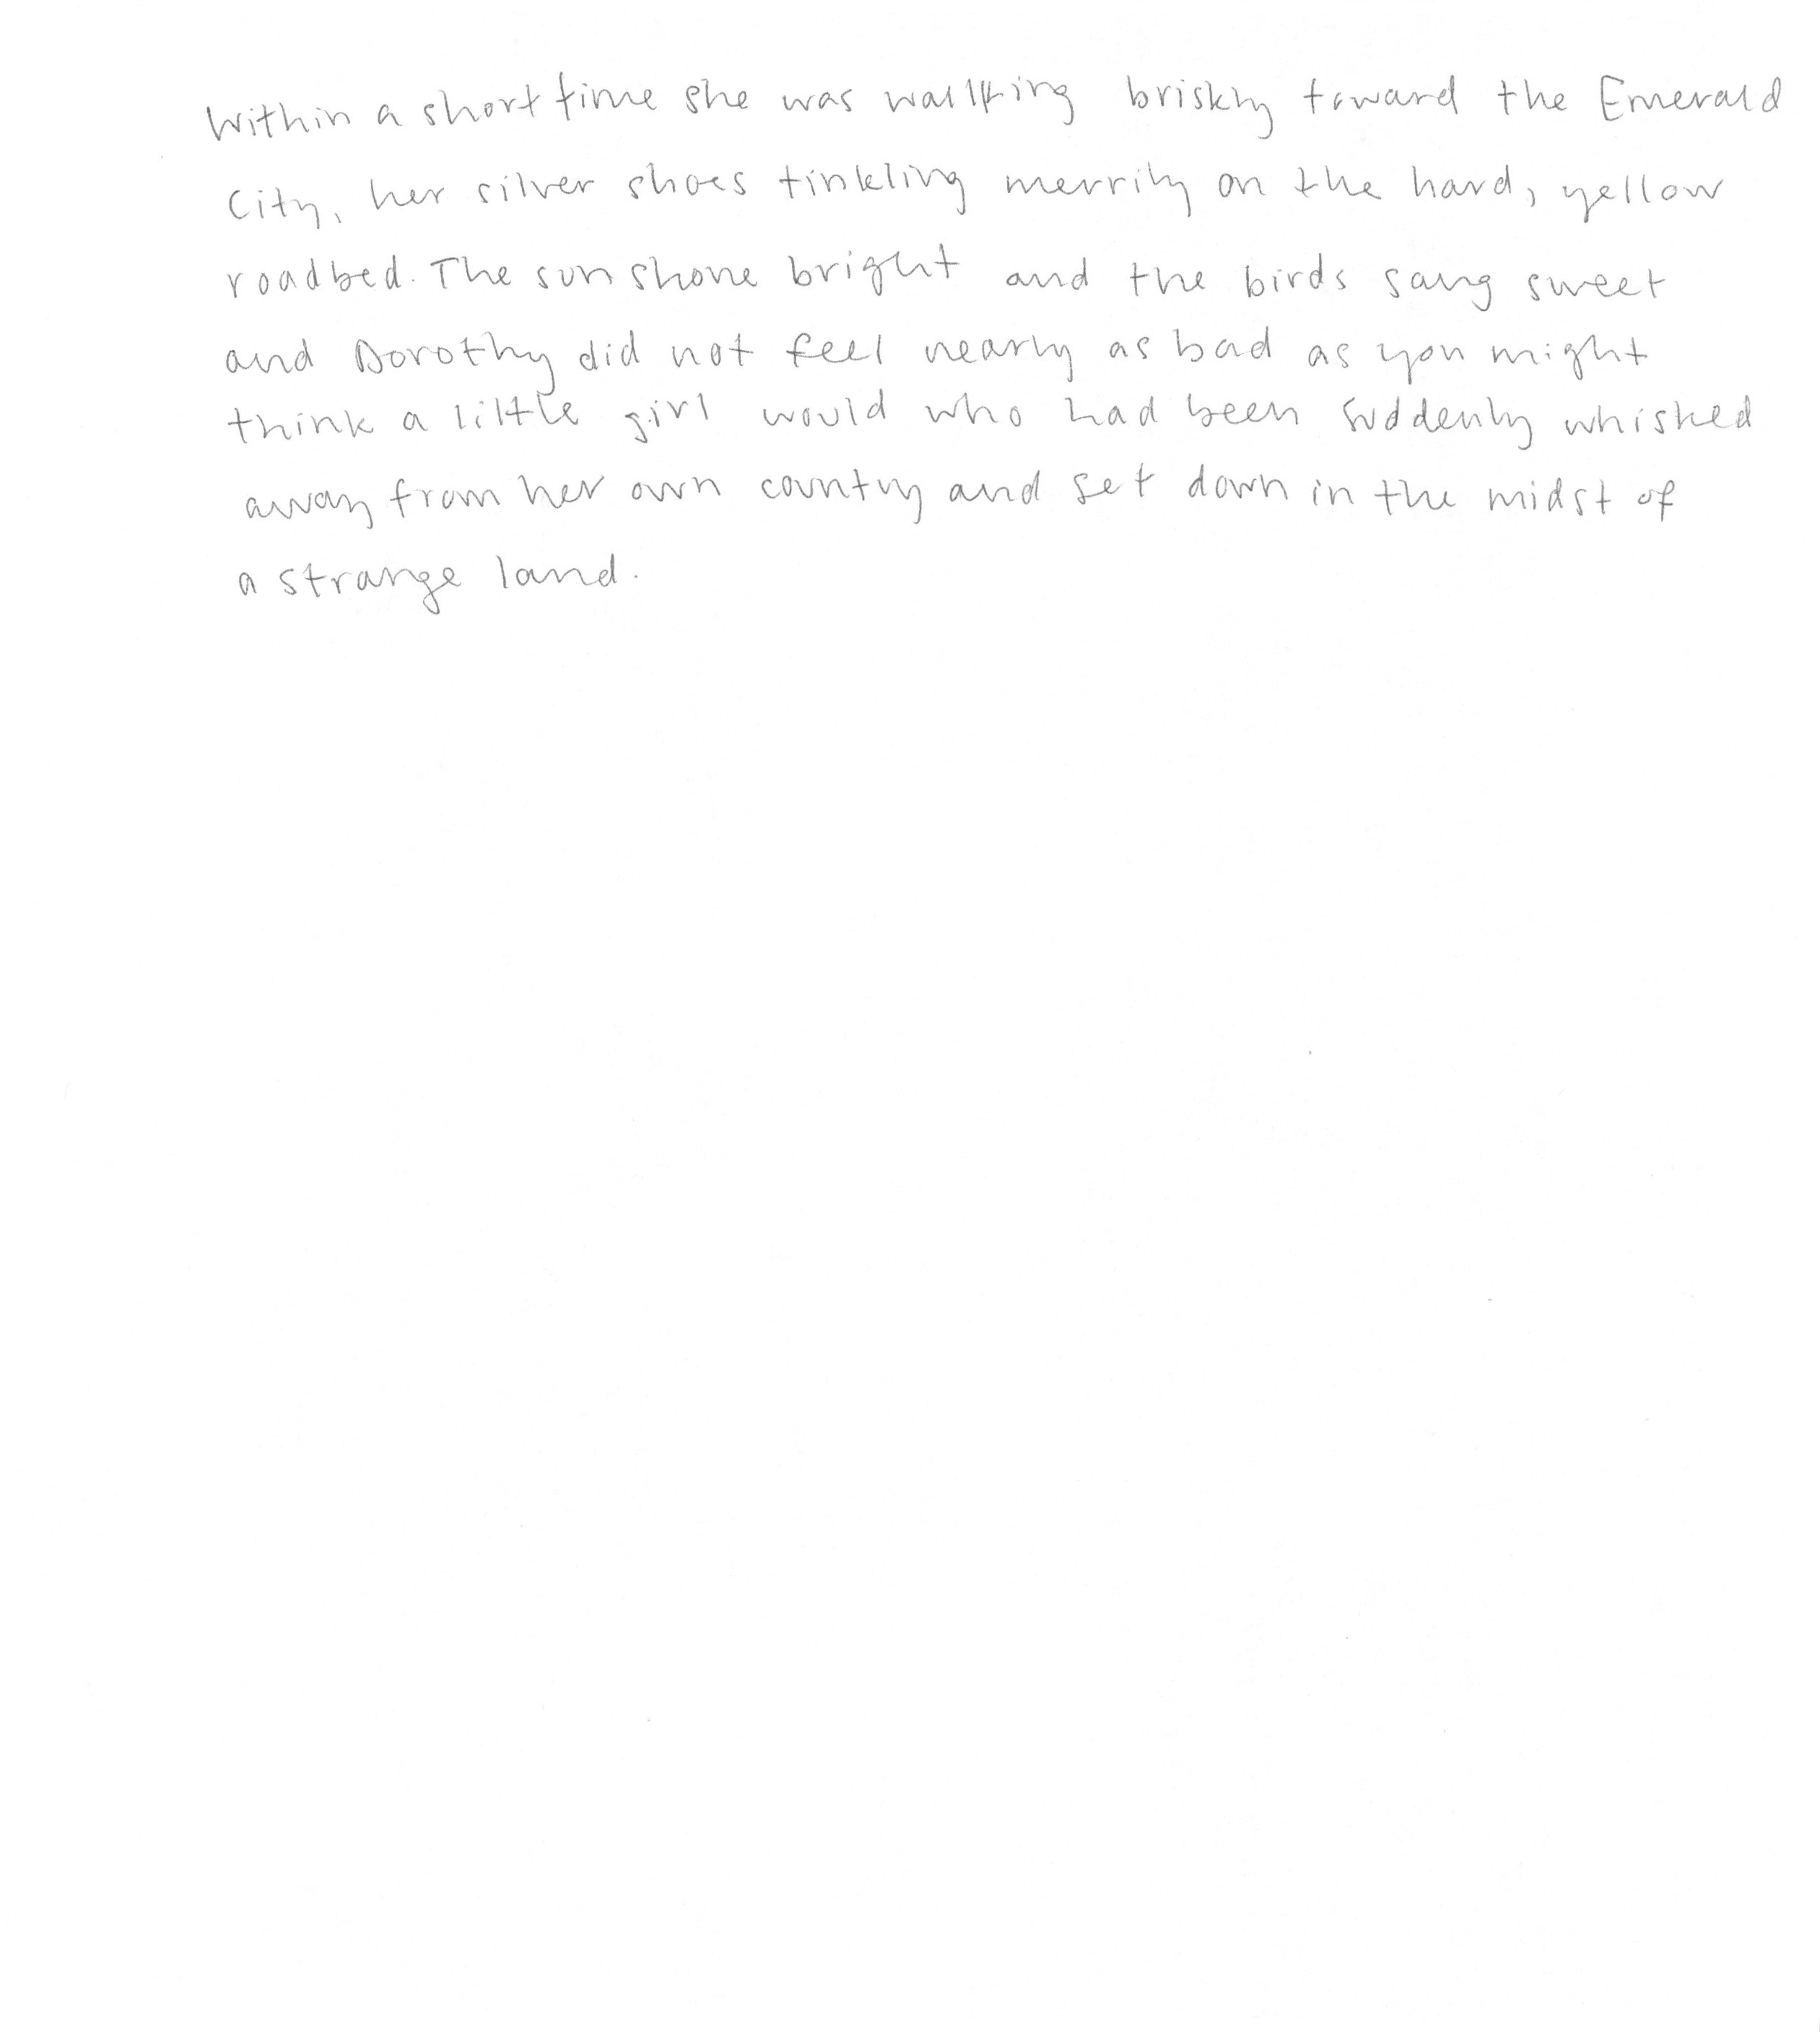 Within a short time she was walking briskly toward the Emerald
City, her silver shoes tinkling merrily on the hard, yellow
roadbed. The sun shone bright and the birds sang sweet
and Dorothy did not feel nearly as bad as you might
think a little girl would who had been suddenly whisked
away from her own country and set down in the midst of
a strange land.